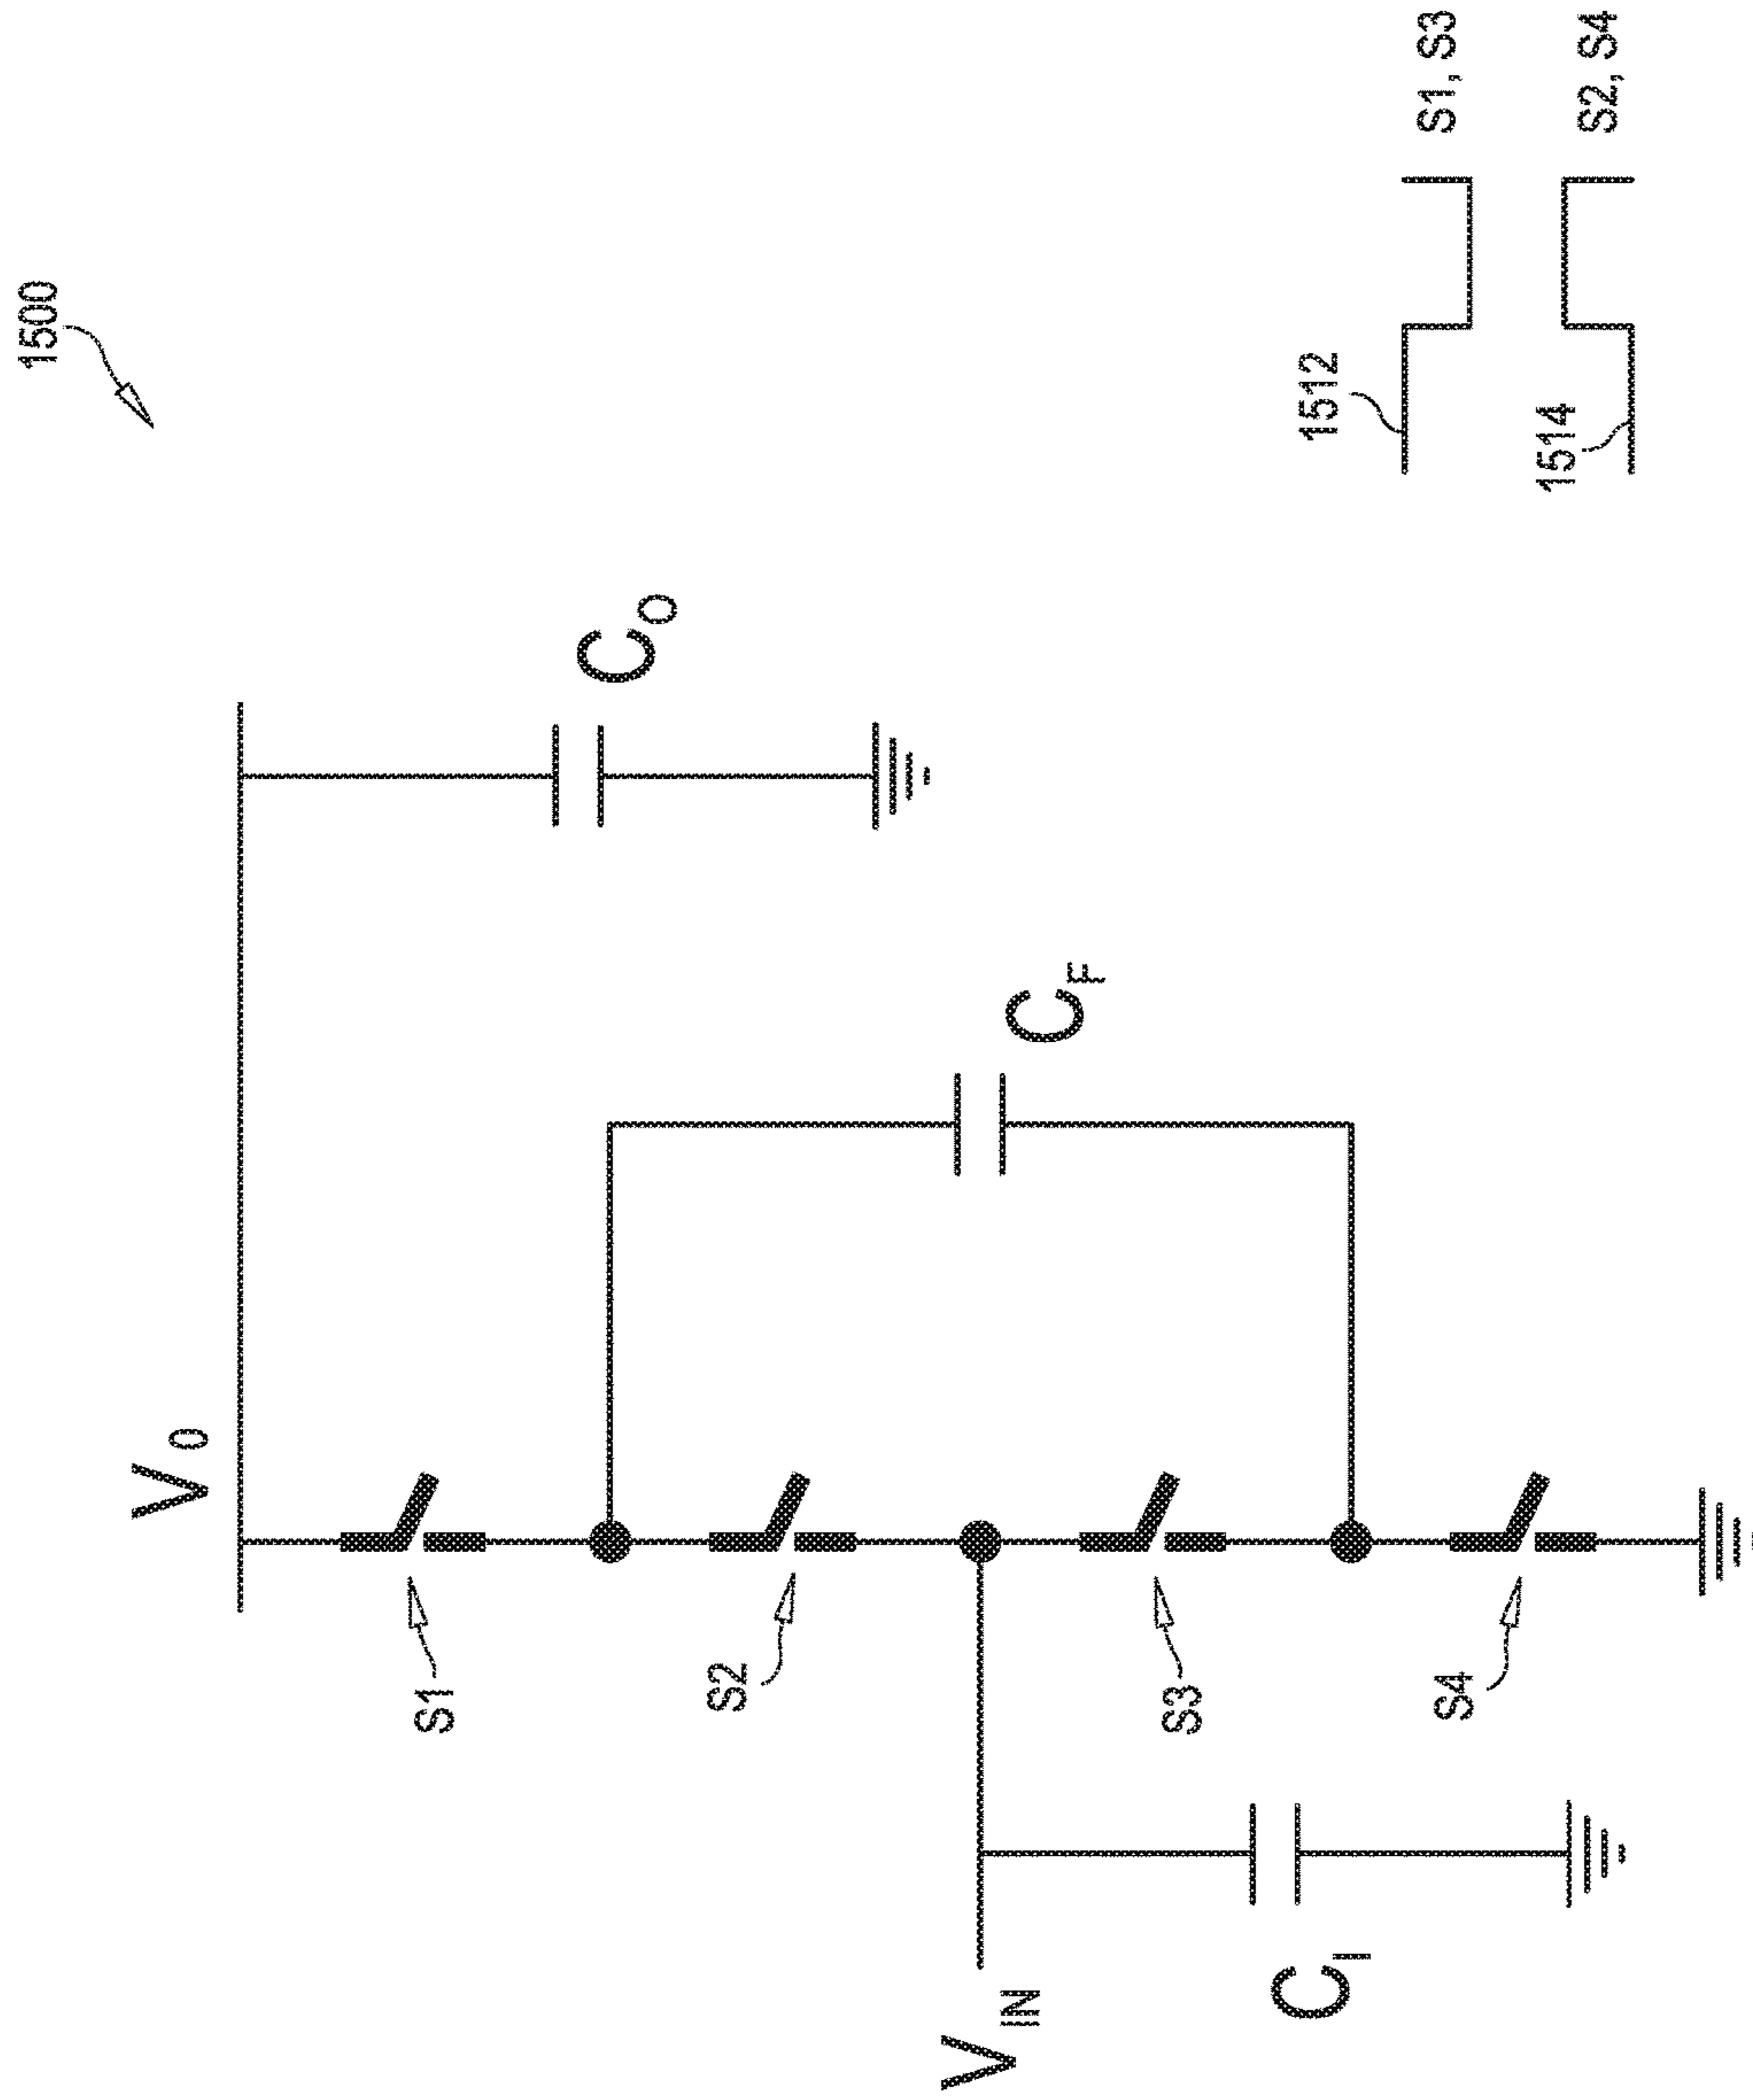 1500
V0
S1
S2
VIN
S3
S4
CI
CF
CO
1512
S1, S3
1514
S2, S4